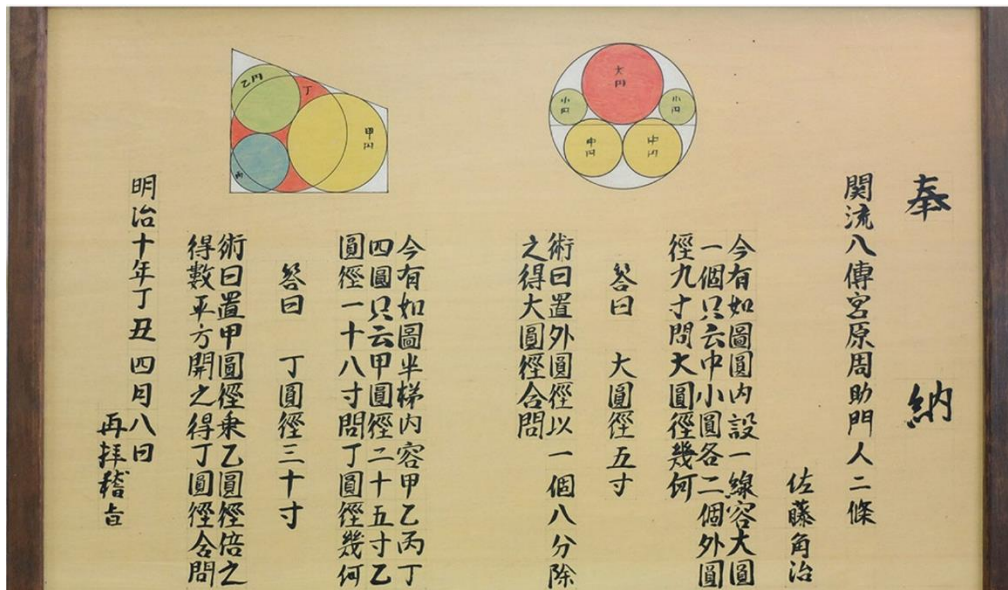 奉納
関流八傳宮原周助門人二條
佐藤角治
大円
小円
小円
中円
中円
今有如圖圓内設一線容大圓
一個只云中小圓各二個外圓
徑九寸問大圓徑幾何
答曰 大圓徑五寸
術曰置外圓徑以一個八分除
之得大圓徑合問
乙円
丁
甲円
丙
今有如圖半梯内容甲乙丙丁
四圓只云甲圓徑二十五寸乙
圓徑一十八寸問丁圓徑幾何
答曰 丁圓徑三十寸
術曰置甲圓徑乗乙圓徑倍之
得數平方開之得丁圓徑合問
明治十年丁丑四月八日
再拝稽首